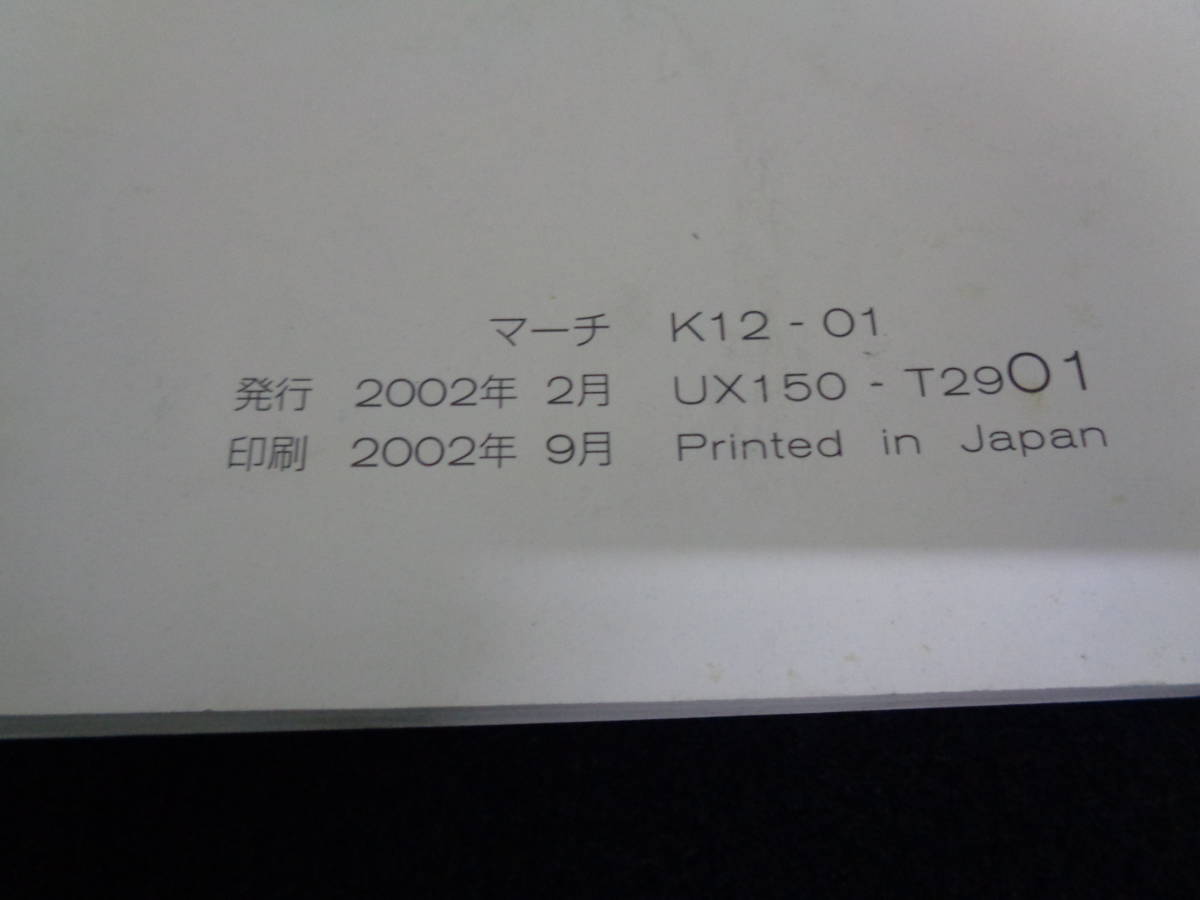 マーチ K12-01
発行 2002年 2月 UX150-T2901
印刷 2002年 9月 Printed in Japan